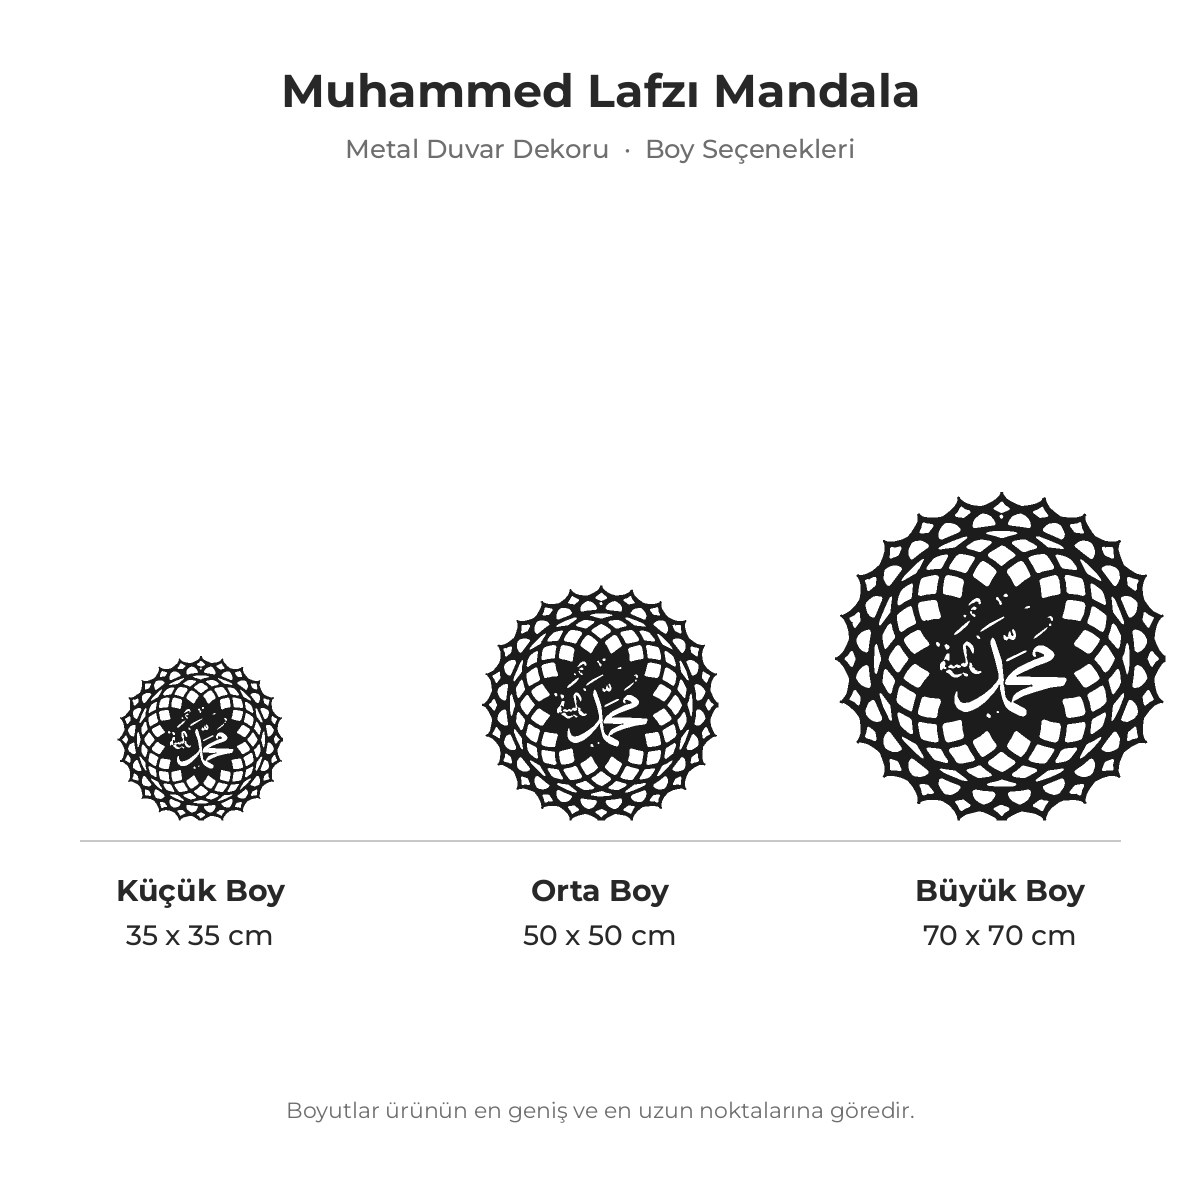 Muhammed Lafzı Mandala
Metal Duvar Dekoru · Boy Seçenekleri
محمد
محمد
محمد
Küçük Boy
Orta Boy
Büyük Boy
35 x 35 cm
50 x 50 cm
70 x 70 cm
Boyutlar ürünün en geniş ve en uzun noktalarına göredir.